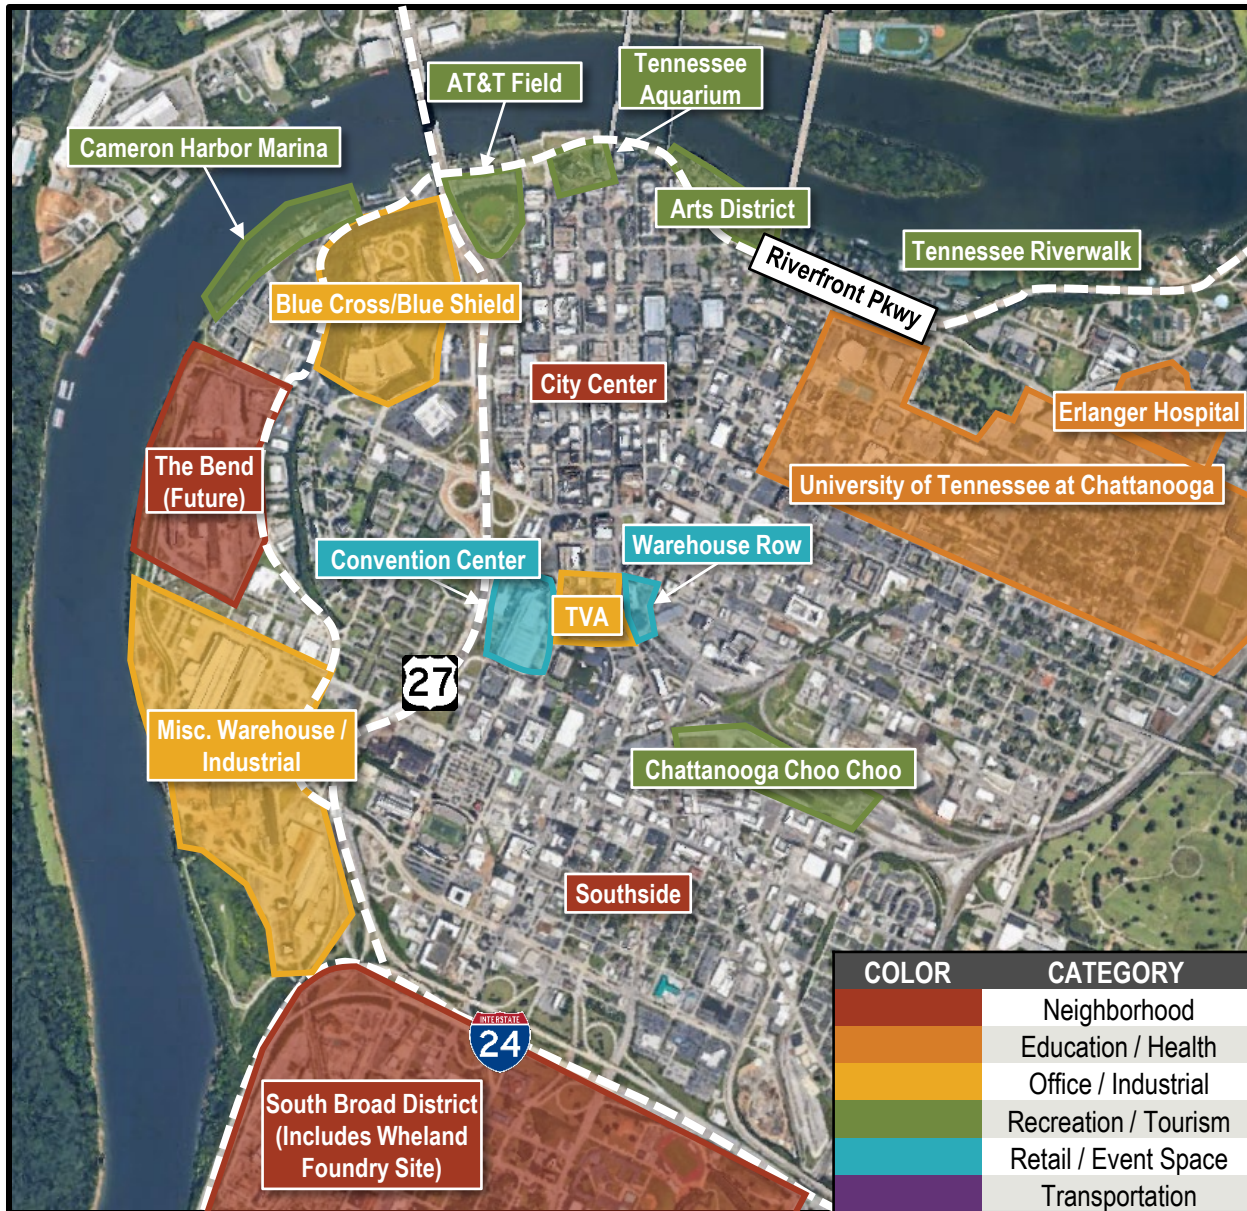 AT&T Field
Tennessee
Aquarium
Cameron Harbor Marina
Arts District
Tennessee Riverwalk
Riverfront Pkwy
Blue Cross/Blue Shield
City Center
Erlanger Hospital
The Bend
(Future)
University of Tennessee at Chattanooga
Convention Center
Warehouse Row
TVA
27
Misc. Warehouse /
Industrial
Chattanooga Choo Choo
Southside
INTERSTATE
24
South Broad District
(Includes Wheland
Foundry Site)
COLOR CATEGORY
Neighborhood
Education / Health
Office / Industrial
Recreation / Tourism
Retail / Event Space
Transportation